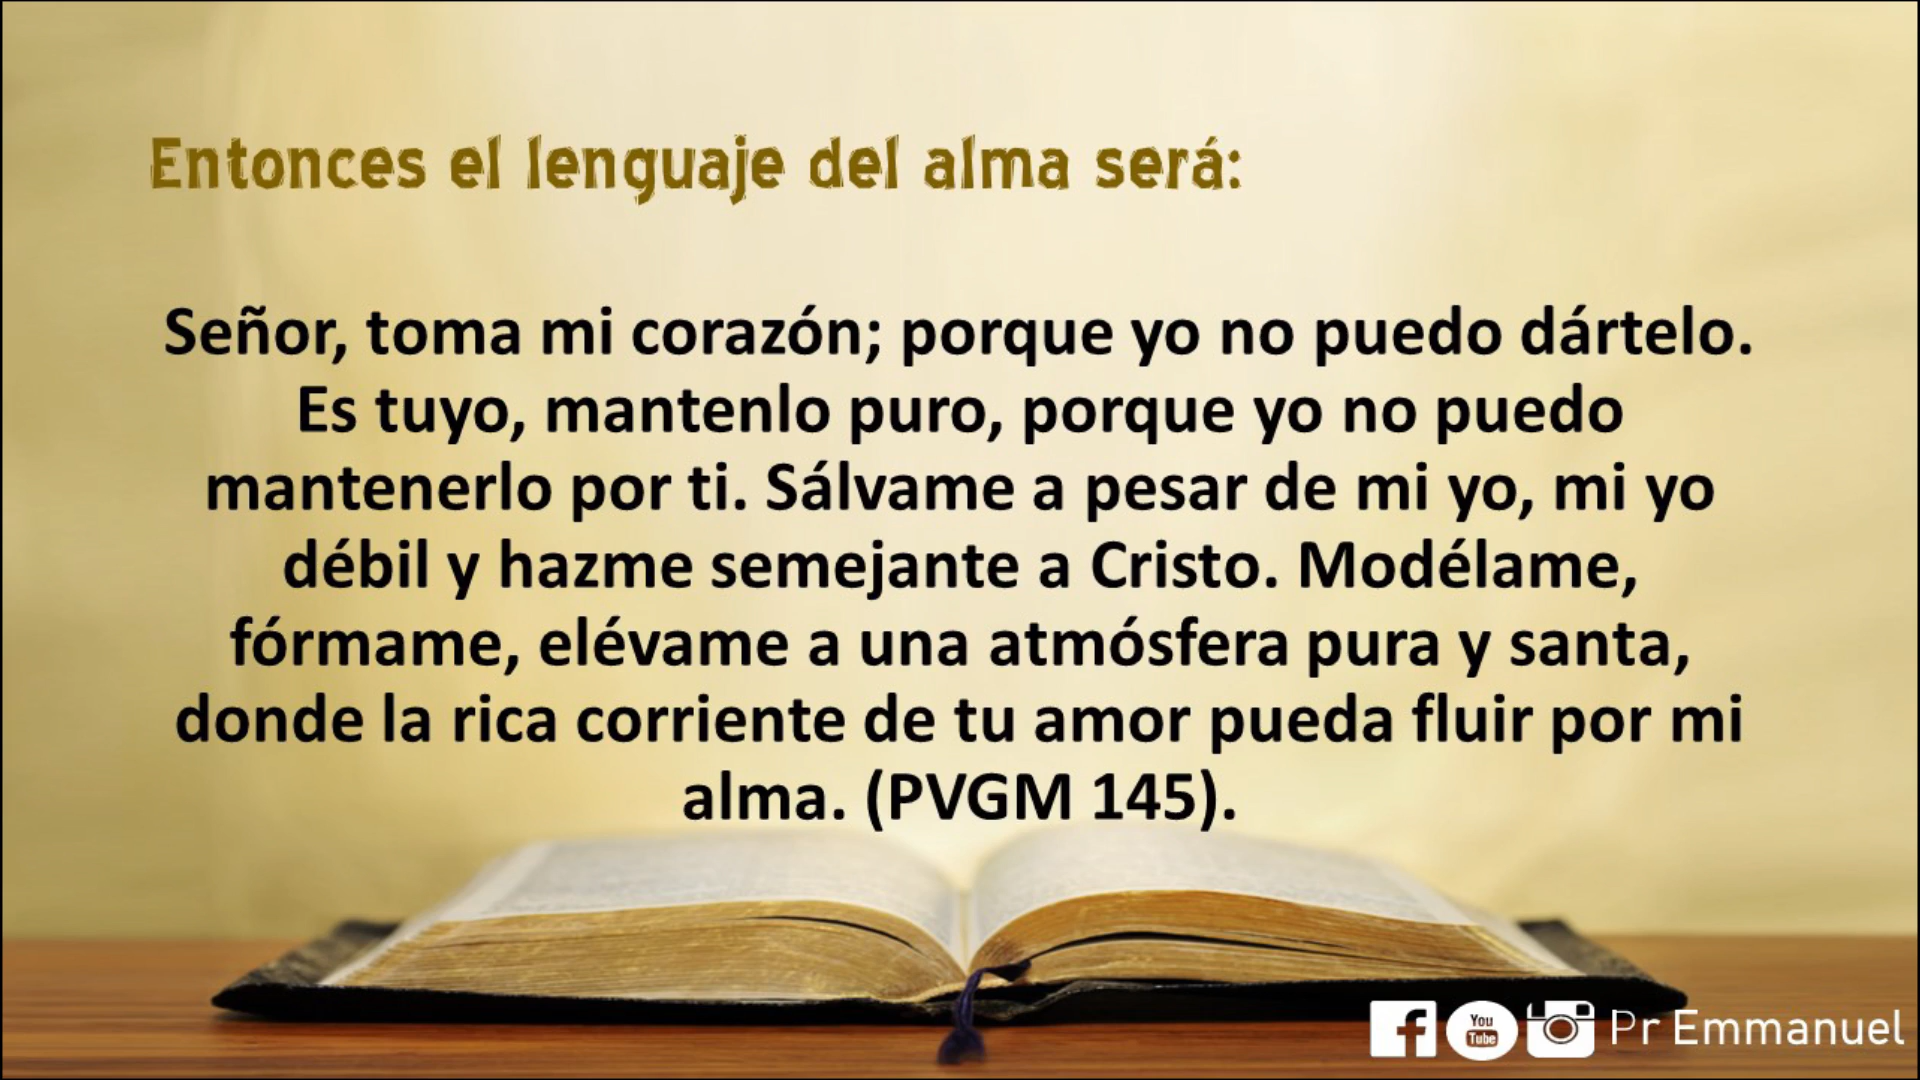 Entonces el lenguaje del alma será:
Señor, toma mi corazón; porque yo no puedo dártelo.
Es tuyo, mantenlo puro, porque yo no puedo
mantenerlo por ti. Sálvame a pesar de mi yo, mi yo
débil y hazme semejante a Cristo. Modélame,
fórmame, elévame a una atmósfera pura y santa,
donde la rica corriente de tu amor pueda fluir por mi
alma. (PVGM 145).
You
Tube
Pr Emmanuel